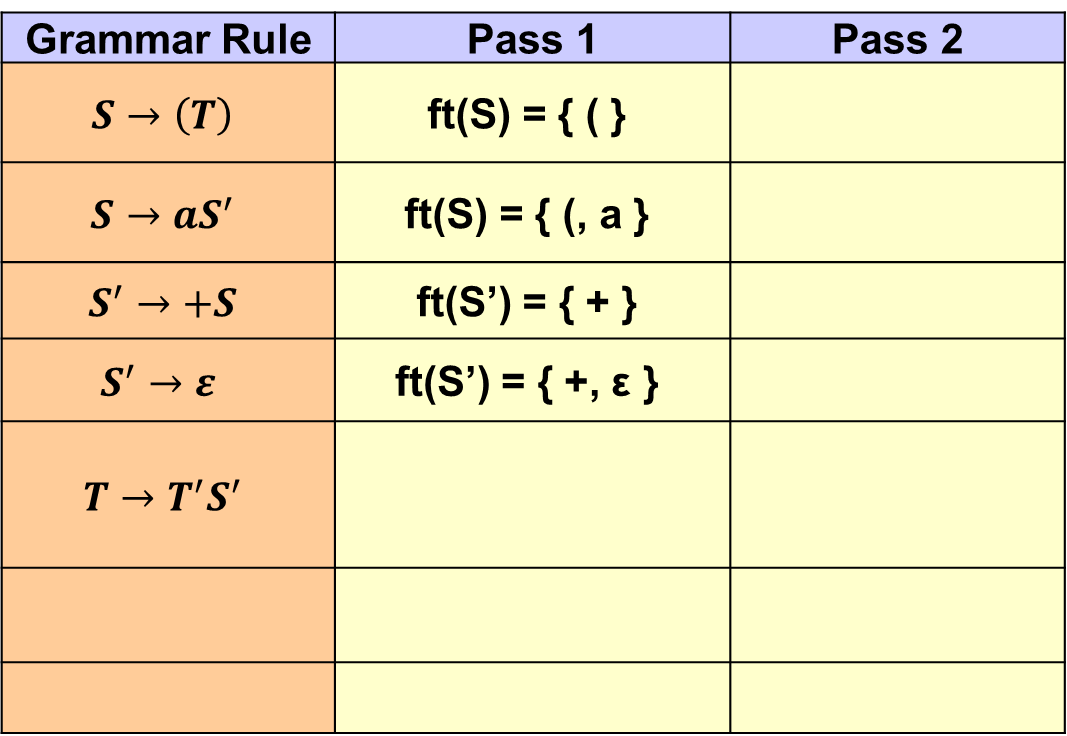 Grammar Rule Pass 1 Pass 2
S → (T) ft(S) = { ( }
S → aS′ ft(S) = { (, a }
S′ → +S ft(S’) = { + }
S′ → ε ft(S’) = { +, ε }
T → T′S′